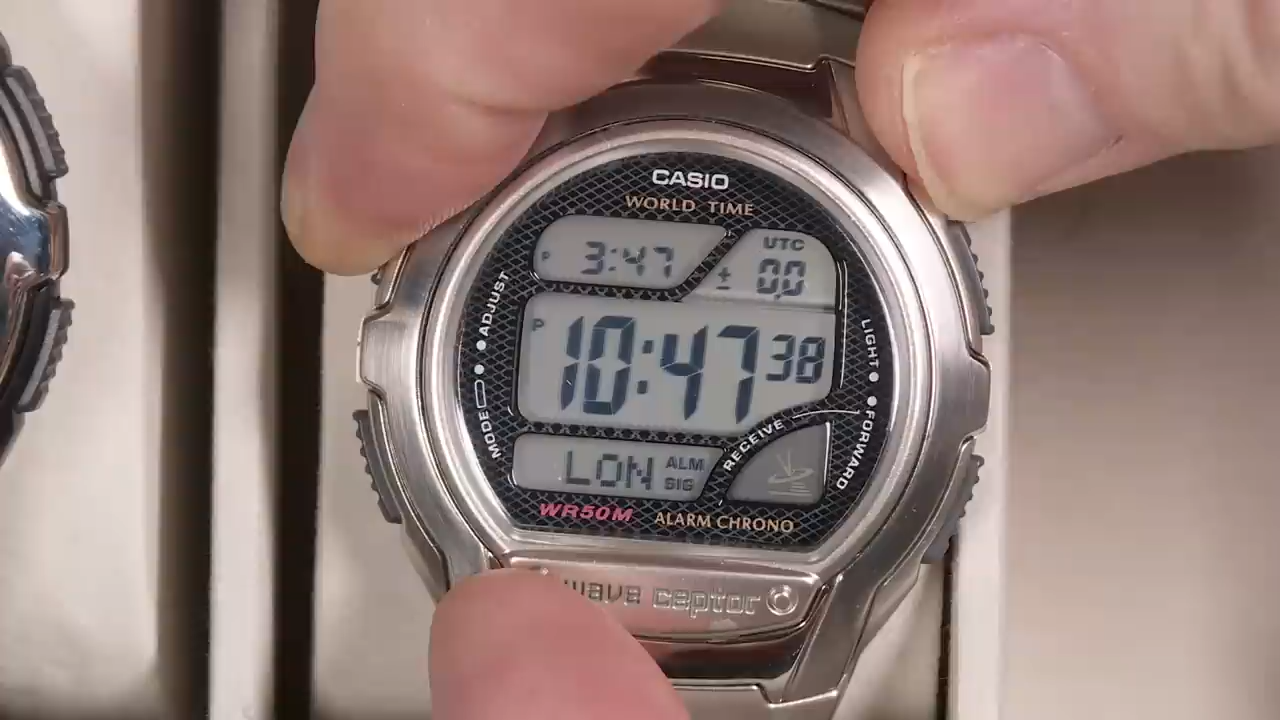 CASIO
WORLD TIME
P 3:47
UTC
± 0.0
ADJUST
P 10:47 38
LIGHT
MODE
FORWARD
LON ALM
SIG
RECEIVE
WR50M ALARM CHRONO
wave ceptor